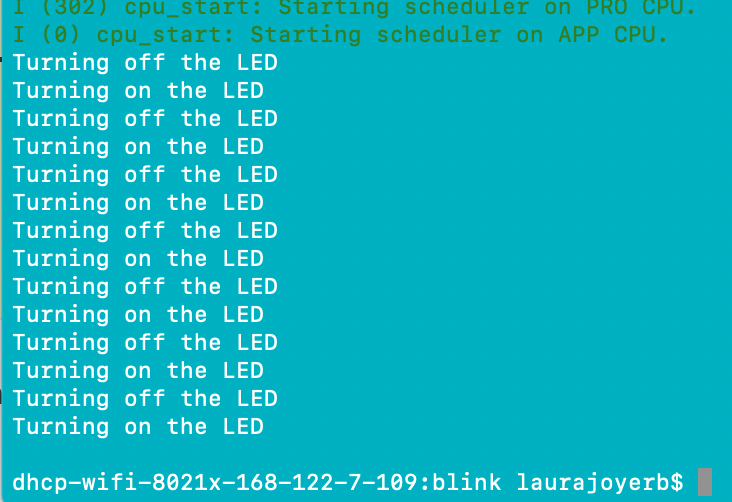 I (302) cpu_start: Starting scheduler on PRO CPU.
I (0) cpu_start: Starting scheduler on APP CPU.
Turning off the LED
Turning on the LED
Turning off the LED
Turning on the LED
Turning off the LED
Turning on the LED
Turning off the LED
Turning on the LED
Turning off the LED
Turning on the LED
Turning off the LED
Turning on the LED
Turning off the LED
Turning on the LED
dhcp-wifi-8021x-168-122-7-109:blink laurajoyerb$